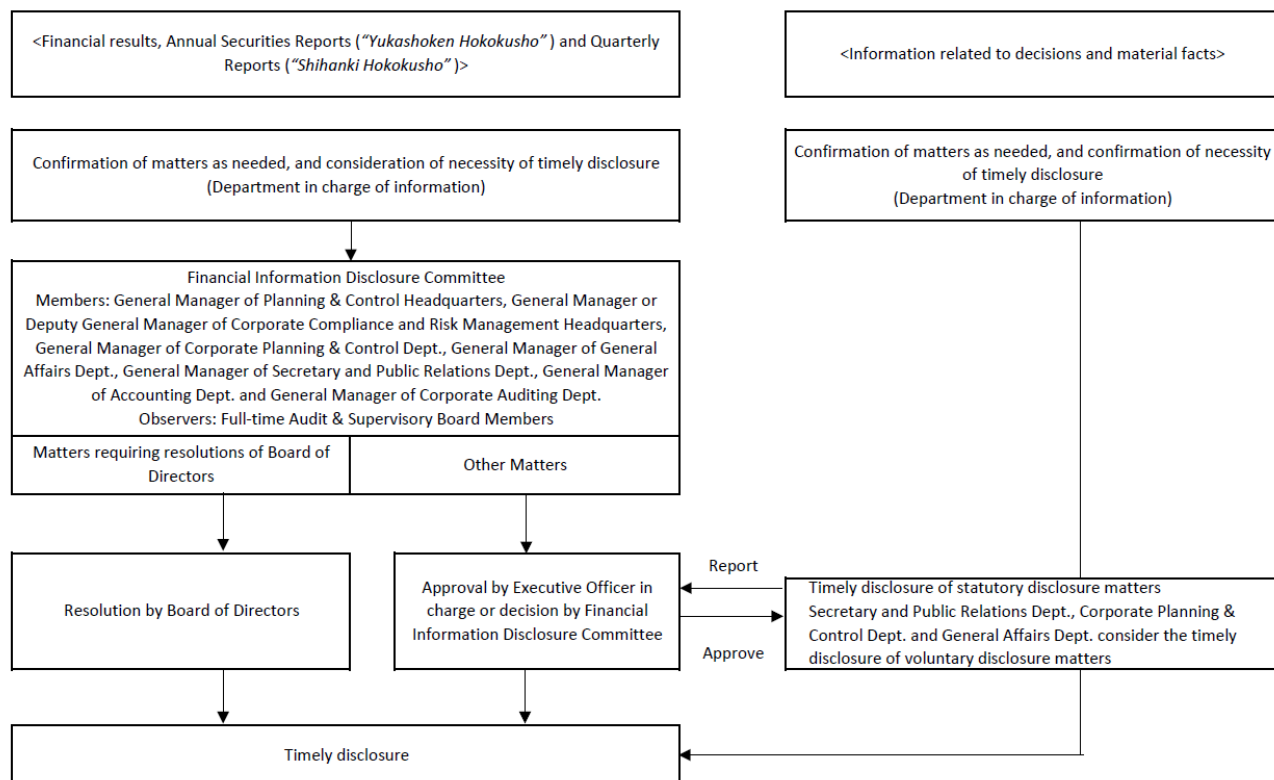 <Financial results, Annual Securities Reports (“Yukashoken Hokokusho” ) and Quarterly
Reports (“Shihanki Hokokusho” )>
<Information related to decisions and material facts>
Confirmation of matters as needed, and consideration of necessity of timely disclosure
(Department in charge of information)
Confirmation of matters as needed, and confirmation of necessity
of timely disclosure
(Department in charge of information)
Financial Information Disclosure Committee
Members: General Manager of Planning & Control Headquarters, General Manager or
Deputy General Manager of Corporate Compliance and Risk Management Headquarters,
General Manager of Corporate Planning & Control Dept., General Manager of General
Affairs Dept., General Manager of Secretary and Public Relations Dept., General Manager
of Accounting Dept. and General Manager of Corporate Auditing Dept.
Observers: Full-time Audit & Supervisory Board Members
Matters requiring resolutions of Board of
Directors
Other Matters
Resolution by Board of Directors
Approval by Executive Officer in
charge or decision by Financial
Information Disclosure Committee
Report
Approve
Timely disclosure of statutory disclosure matters
Secretary and Public Relations Dept., Corporate Planning &
Control Dept. and General Affairs Dept. consider the timely
disclosure of voluntary disclosure matters
Timely disclosure